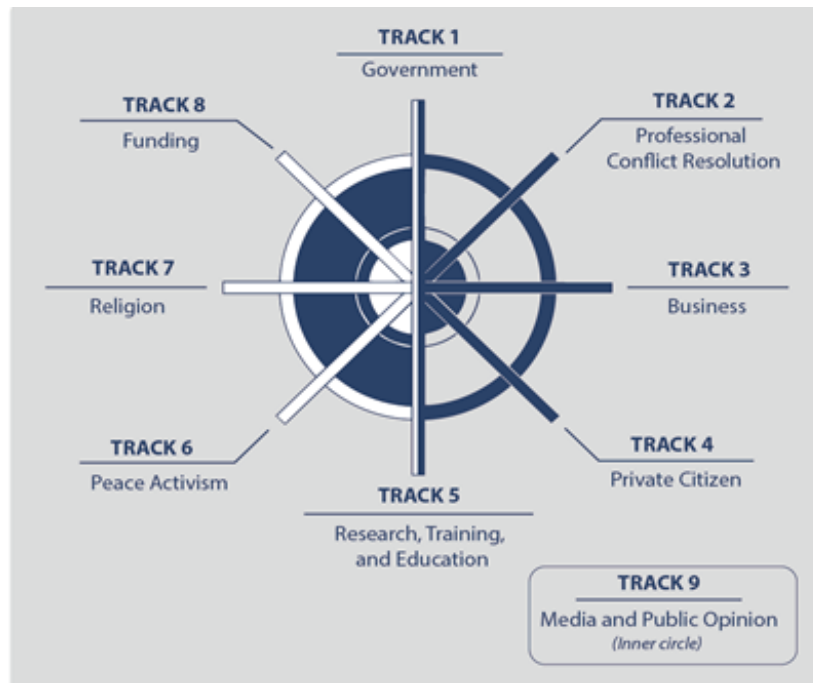 TRACK 1
Government
TRACK 2
Professional
Conflict Resolution
TRACK 3
Business
TRACK 4
Private Citizen
TRACK 5
Research, Training,
and Education
TRACK 6
Peace Activism
TRACK 7
Religion
TRACK 8
Funding
TRACK 9
Media and Public Opinion
(Inner circle)